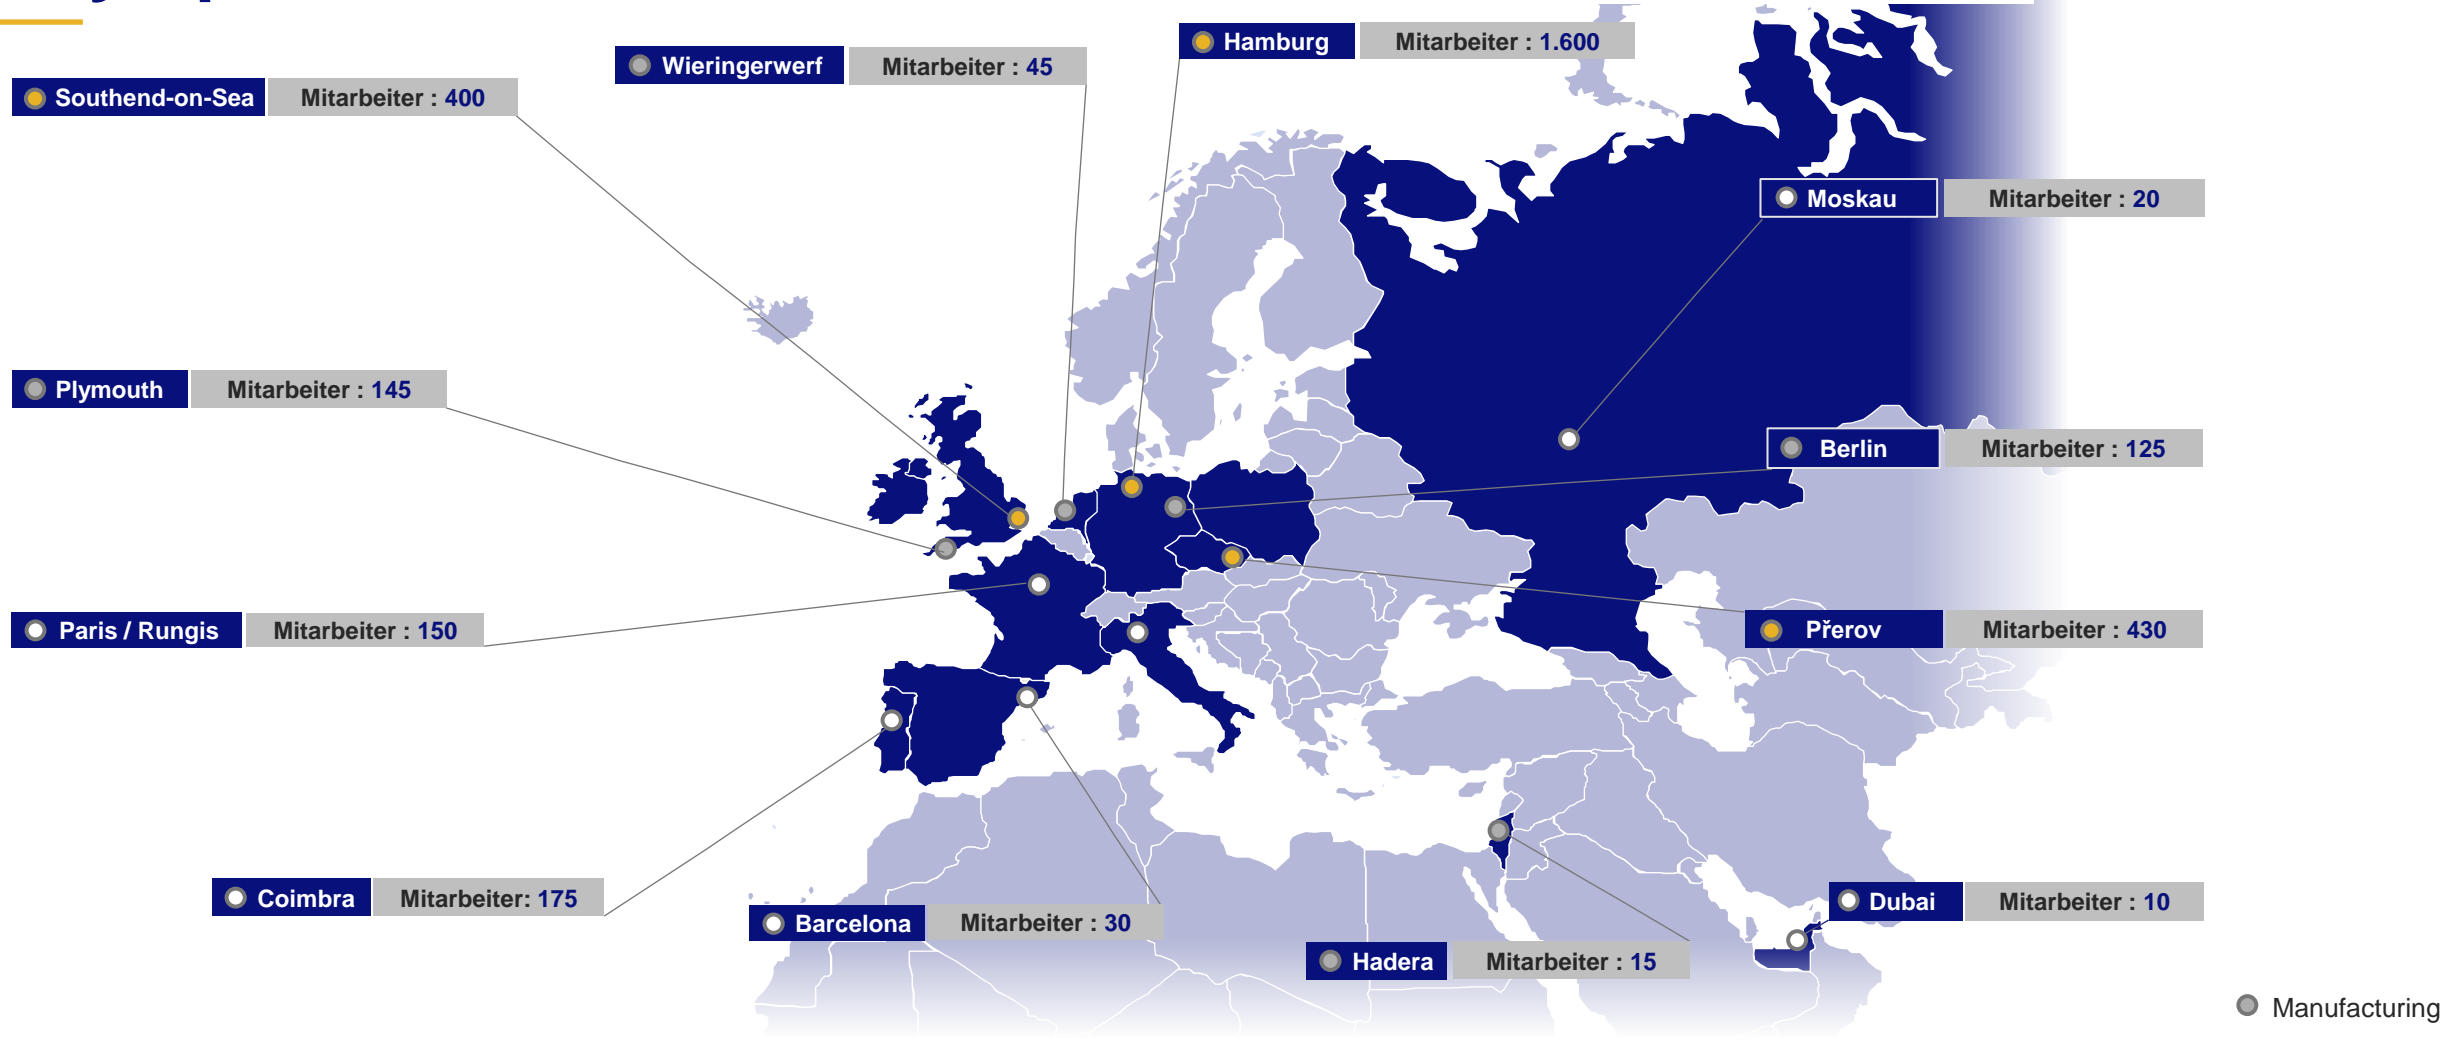 Hamburg Mitarbeiter : 1.600
Wieringerwerf Mitarbeiter : 45
Southend-on-Sea Mitarbeiter : 400
Moskau Mitarbeiter : 20
Plymouth Mitarbeiter : 145
Berlin Mitarbeiter : 125
Paris / Rungis Mitarbeiter : 150
Přerov Mitarbeiter : 430
Coimbra Mitarbeiter: 175
Barcelona Mitarbeiter : 30
Dubai Mitarbeiter : 10
Hadera Mitarbeiter : 15
Manufacturing